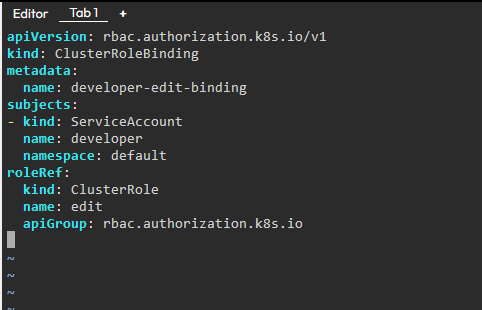 Editor Tab 1 +
apiVersion: rbac.authorization.k8s.io/v1
kind: ClusterRoleBinding
metadata:
  name: developer-edit-binding
subjects:
- kind: ServiceAccount
  name: developer
  namespace: default
roleRef:
  kind: ClusterRole
  name: edit
  apiGroup: rbac.authorization.k8s.io
~
~
~
~